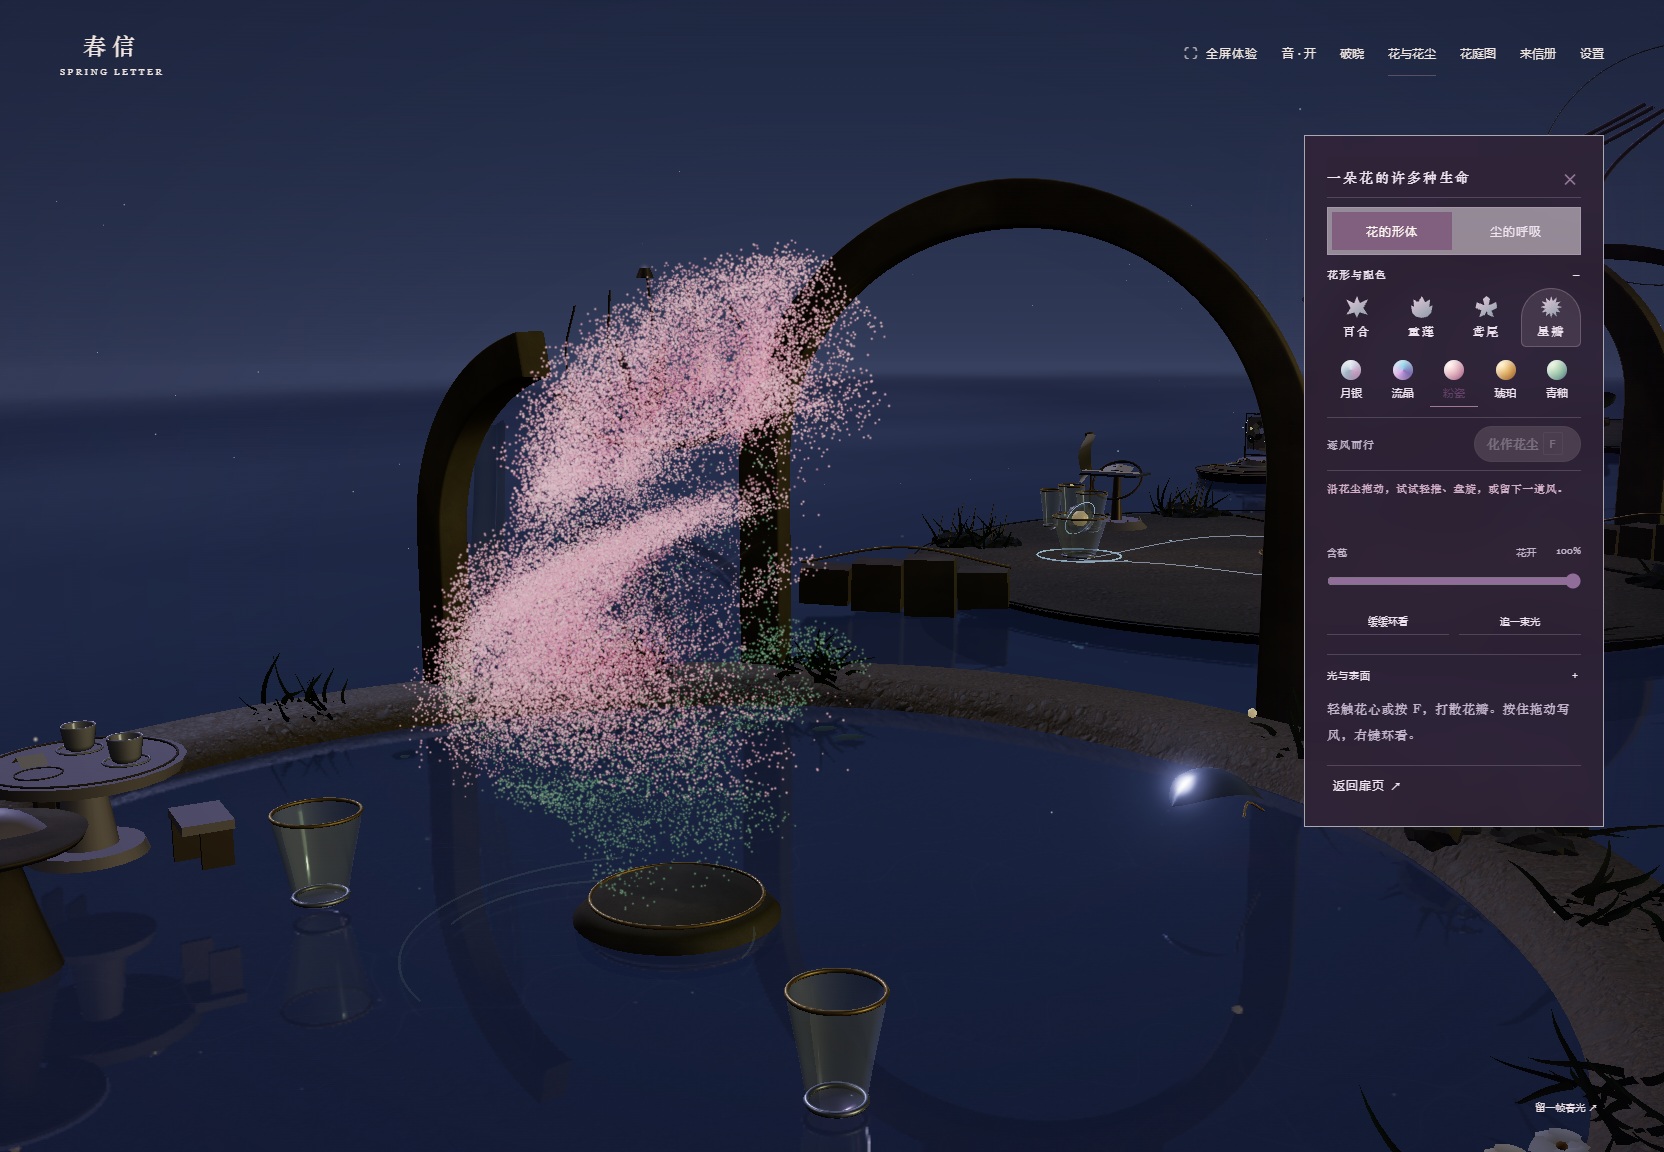 春信
SPRING LETTER
全屏体验 音·开 破晓 花与花尘 花庭图 来信册 设置
一朵花的许多种生命
花的形体 尘的呼吸
花形与配色
百合 重莲 鸢尾 星瓣
月银 流晶 粉瓷 琥珀 青釉
逐风而行 化作花尘 F
沿花尘拖动，试试轻推、盘旋，或留下一道风。
含苞 花开 100%
缓缓环看 追一束光
光与表面 +
轻触花心或按 F，打散花瓣。按住拖动写
风，右键环看。
返回扉页 ↗
留一帧春光 ↗